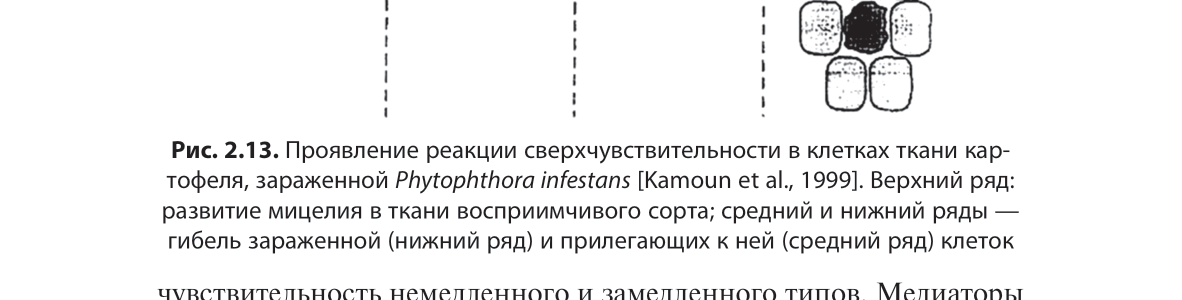 Рис. 2.13. Проявление реакции сверхчувствительности в клетках ткани кар-
тофеля, зараженной Phytophthora infestans [Kamoun et al., 1999]. Верхний ряд:
развитие мицелия в ткани восприимчивого сорта; средний и нижний ряды —
гибель зараженной (нижний ряд) и прилегающих к ней (средний ряд) клеток
чувствительность немедленного и замедленного типов. Медиаторы